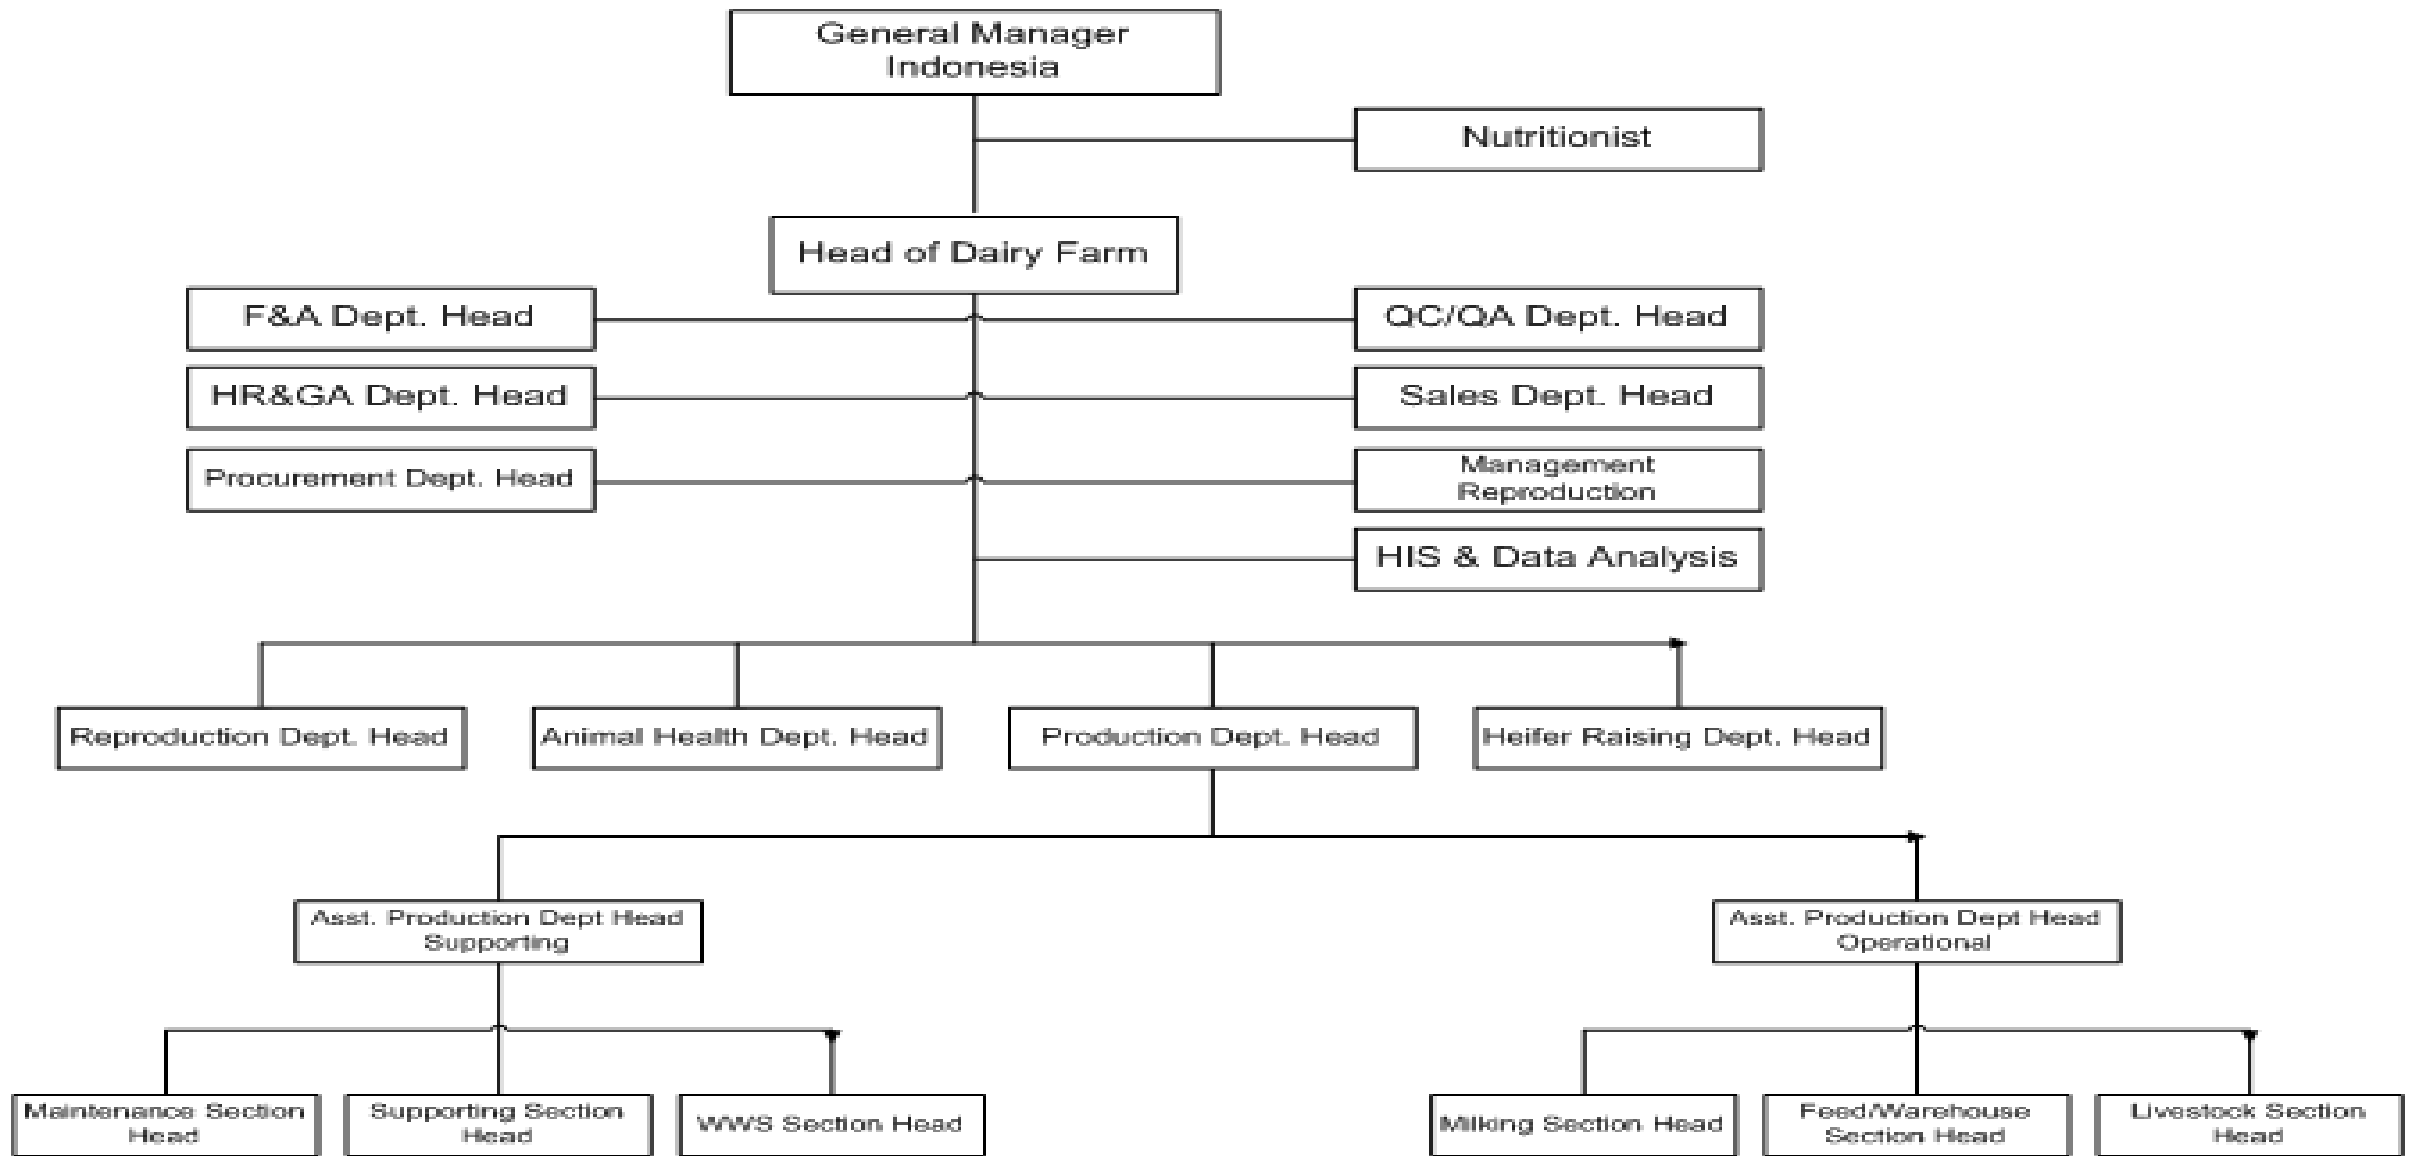 General Manager
Indonesia
Nutritionist
Head of Dairy Farm
F&A Dept. Head
QC/QA Dept. Head
HR&GA Dept. Head
Sales Dept. Head
Procurement Dept. Head
Management
Reproduction
HIS & Data Analysis
Reproduction Dept. Head
Animal Health Dept. Head
Production Dept. Head
Heifer Raising Dept. Head
Asst. Production Dept Head
Supporting
Asst. Production Dept Head
Operational
Maintenance Section
Head
Supporting Section
Head
WWS Section Head
Milking Section Head
Feed/Warehouse
Section Head
Livestock Section
Head